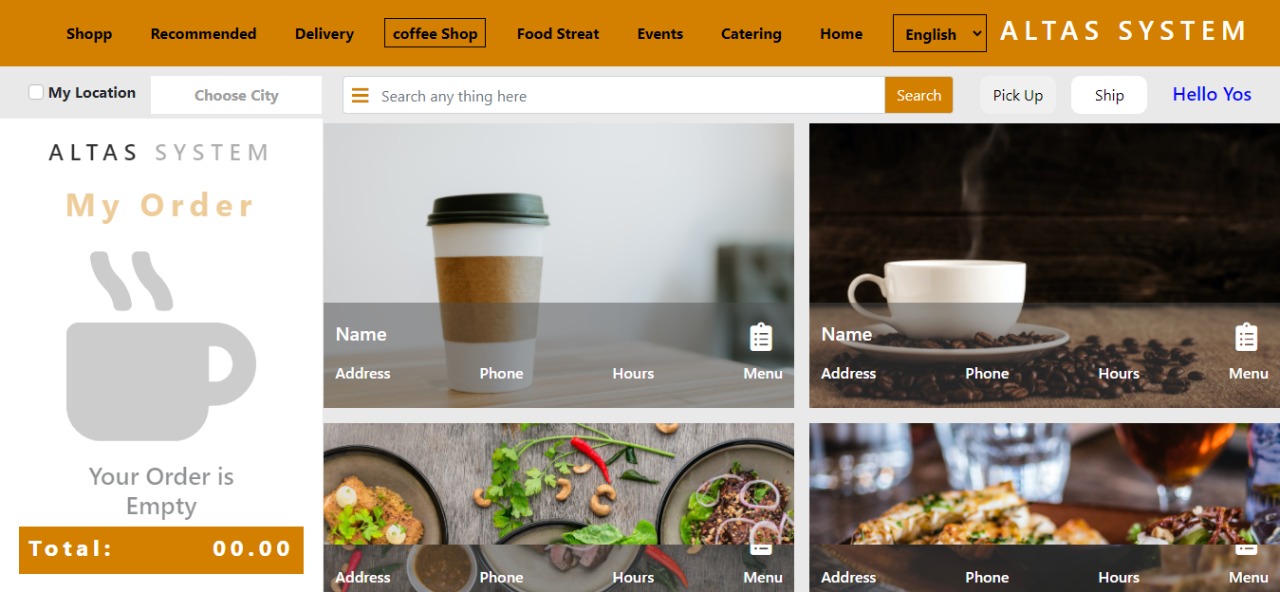 Shopp Recommended Delivery coffee Shop Food Streat Events Catering Home English ALTAS SYSTEM
My Location Choose City Search any thing here Search Pick Up Ship Hello Yos
ALTAS SYSTEM
My Order
Your Order is
Empty
Total: 00.00
Name
Address Phone Hours Menu
Name
Address Phone Hours Menu
Address Phone Hours Menu
Address Phone Hours Menu